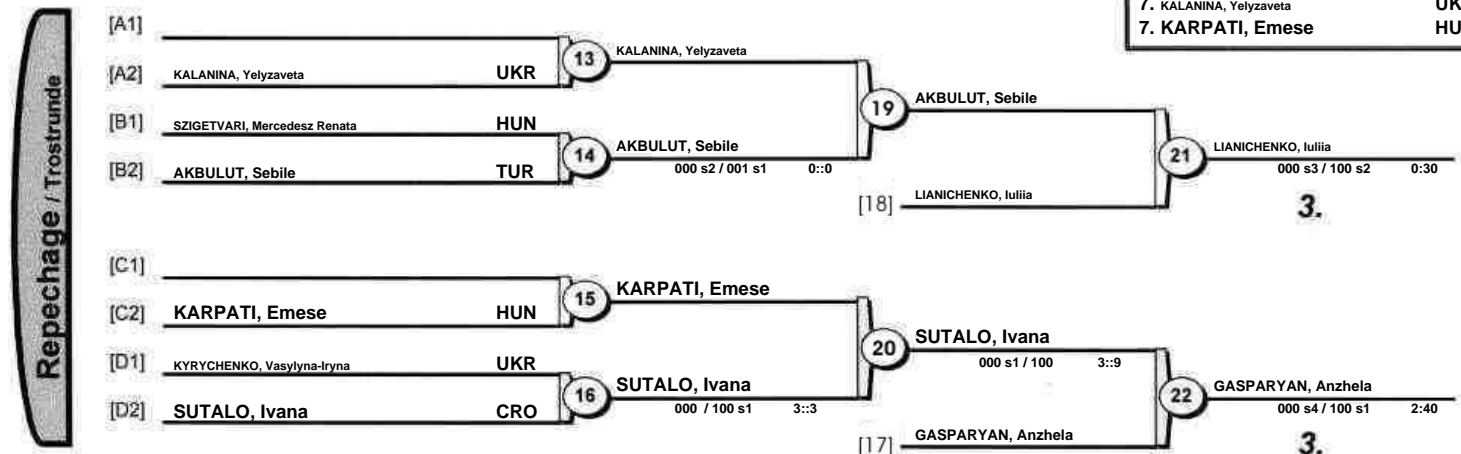 7. KALANINA, Yelyzaveta UK
7. KARPATI, Emese HU
Repechage / Trostrunde
[A1]
[A2] KALANINA, Yelyzaveta UKR
13
KALANINA, Yelyzaveta
[B1] SZIGETVARI, Mercedesz Renata HUN
[B2] AKBULUT, Sebile TUR
14
AKBULUT, Sebile
000 s2 / 001 s1 0::0
19
AKBULUT, Sebile
[18] LIANICHENKO, Iuliia
21
LIANICHENKO, Iuliia
000 s3 / 100 s2 0:30
3.
[C1]
[C2] KARPATI, Emese HUN
15
KARPATI, Emese
[D1] KYRYCHENKO, Vasylyna-Iryna UKR
[D2] SUTALO, Ivana CRO
16
SUTALO, Ivana
000 / 100 s1 3::3
20
SUTALO, Ivana
000 s1 / 100 3::9
[17] GASPARYAN, Anzhela
22
GASPARYAN, Anzhela
000 s4 / 100 s1 2:40
3.